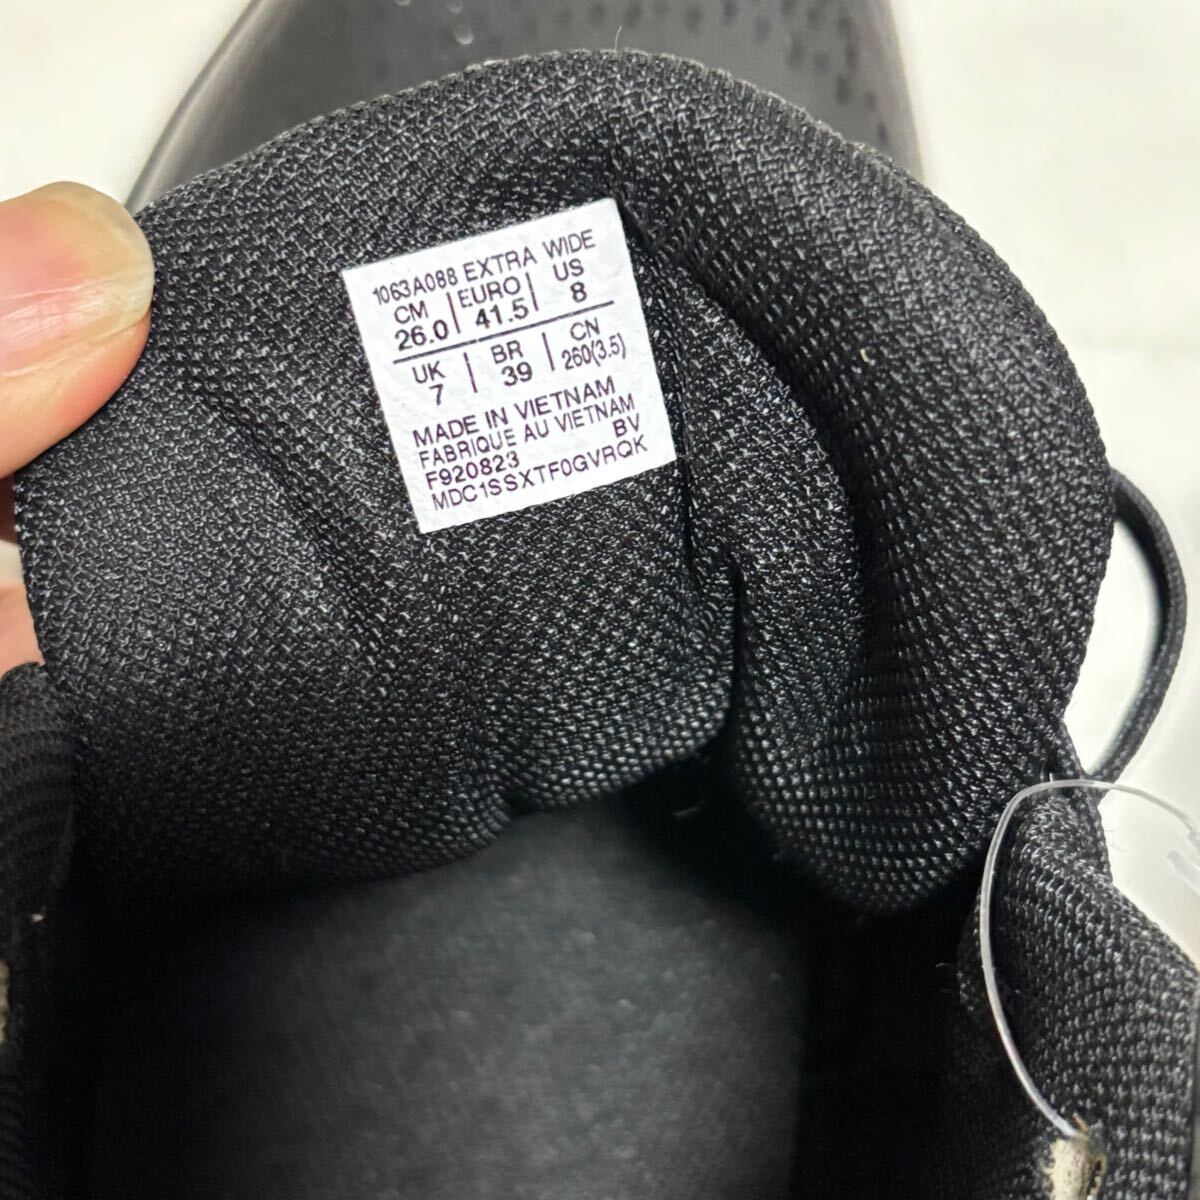 1063A088 EXTRA WIDE
CM EURO US
26.0 41.5 8
UK BR CN
7 39 260(3.5)
MADE IN VIETNAM
FABRIQUE AU VIETNAM
F920823 BV
MDC1SSXTF0GVRQK